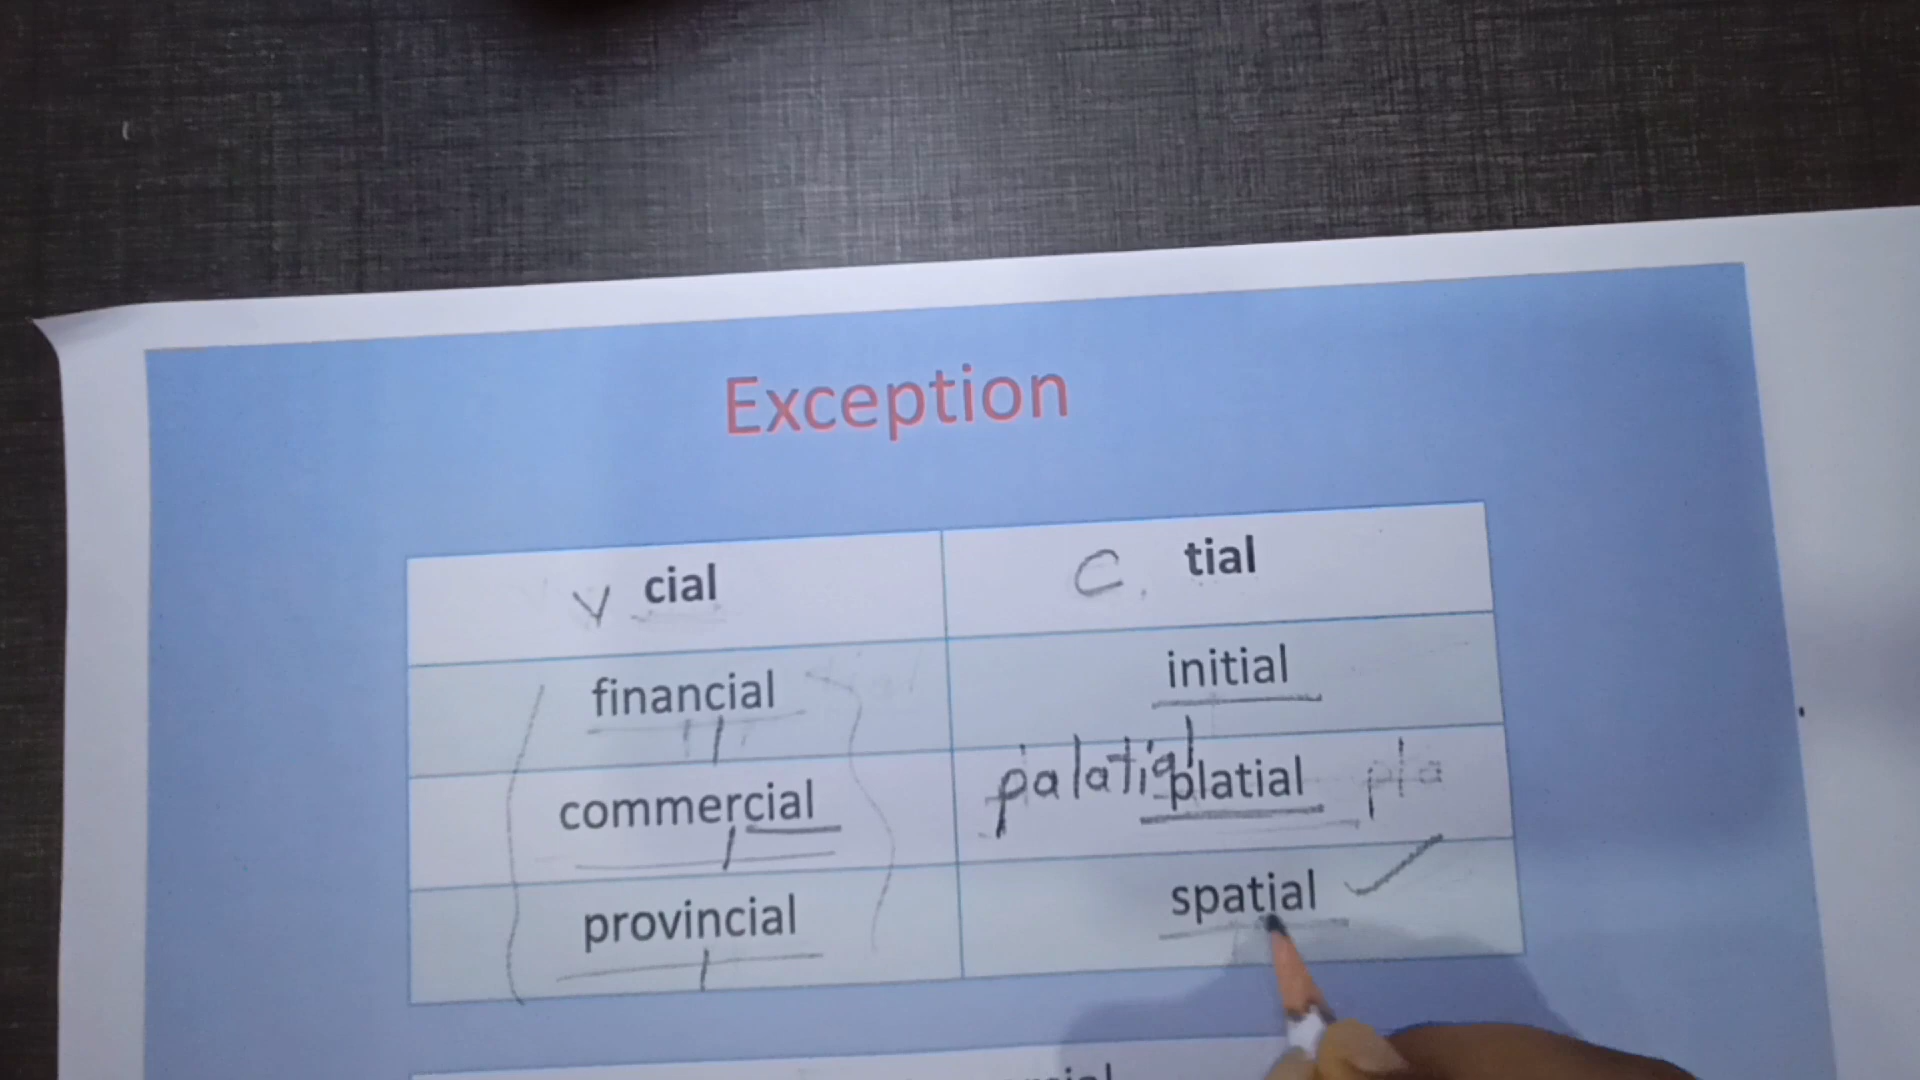 Exception
V cial
C. tial
financial
initial
commercial
palatial platial pla
provincial
spatial